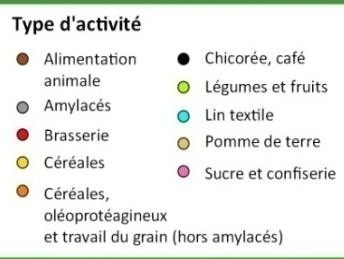 Type d'activité
Alimentation
animale
Amylacés
Brasserie
Céréales
Céréales,
oléoprotéagineux
et travail du grain (hors amylacés)
Chicorée, café
Légumes et fruits
Lin textile
Pomme de terre
Sucre et confiserie